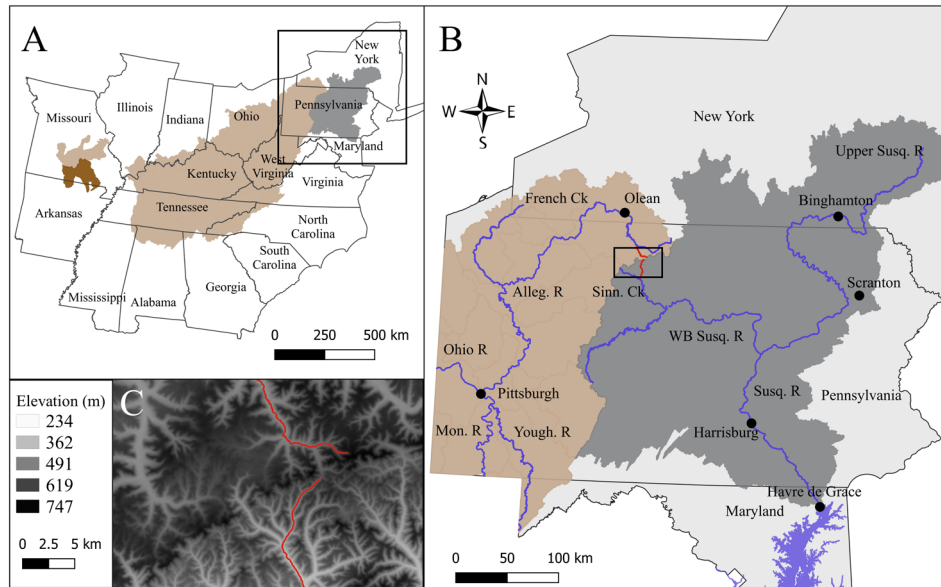 A
New
York
Pennsylvania
Illinois
Indiana
Ohio
Missouri
Maryland
West
Virginia
Kentucky
Virginia
Arkansas
Tennessee
North
Carolina
South
Carolina
Mississippi
Alabama
Georgia
0 250 500 km
B
N
W E
S
New York
Upper Susq. R
French Ck
Olean
Binghamton
Alleg. R
Sinn. Ck
Scranton
WB Susq. R
Ohio R
Pittsburgh
Susq. R
Pennsylvania
Mon. R
Yough. R
Harrisburg
Havre de Grace
Maryland
0 50 100 km
Elevation (m)
234
362
491
619
747
0 2.5 5 km
C